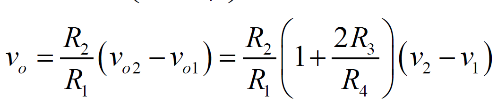 v_o = \frac{R_2}{R_1}(v_{o2} - v_{o1}) = \frac{R_2}{R_1}\left(1 + \frac{2R_3}{R_4}\right)(v_2 - v_1)